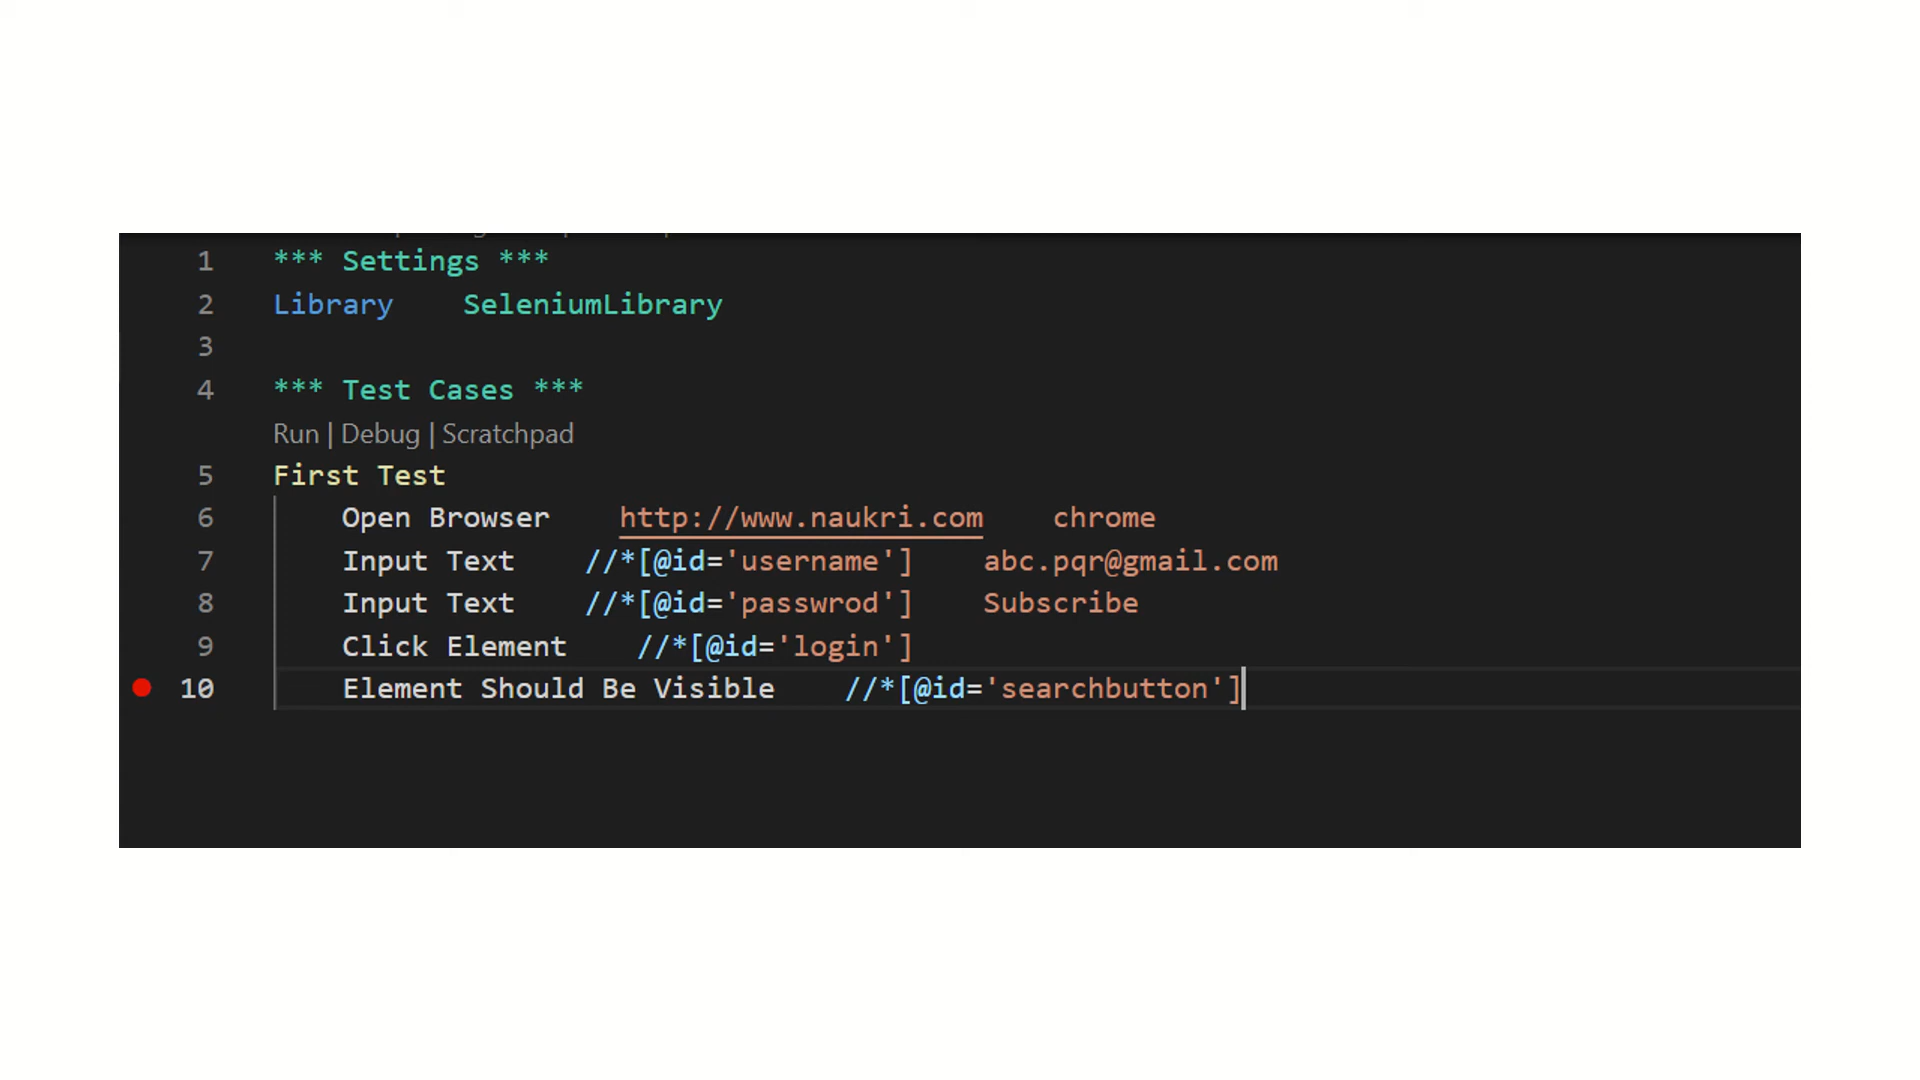 1 *** Settings ***
2 Library    SeleniumLibrary
3
4 *** Test Cases ***
Run | Debug | Scratchpad
5 First Test
6     Open Browser    http://www.naukri.com    chrome
7     Input Text    //*[@id='username']    abc.pqr@gmail.com
8     Input Text    //*[@id='passwrod']    Subscribe
9     Click Element    //*[@id='login']
10     Element Should Be Visible    //*[@id='searchbutton']